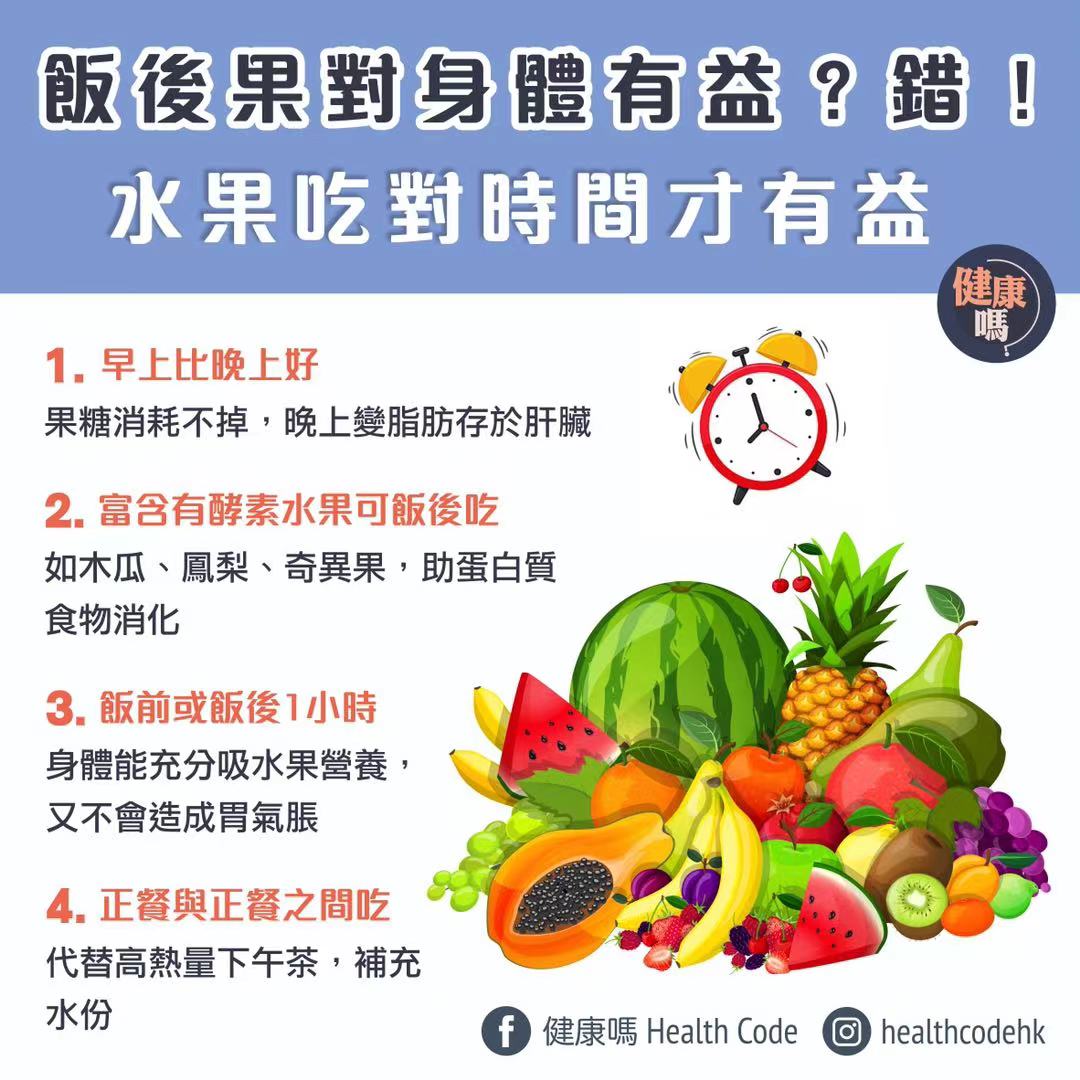 飯後果對身體有益?錯!
水果吃對時間才有益
健康
嗎
1. 早上比晚上好
果糖消耗不掉,晚上變脂肪存於肝臟
2. 富含有酵素水果可飯後吃
如木瓜、鳳梨、奇異果,助蛋白質
食物消化
3. 飯前或飯後1小時
身體能充分吸水果營養,
又不會造成胃氣脹
4. 正餐與正餐之間吃
代替高熱量下午茶,補充
水份
健康嗎 Health Code
healthcodehk